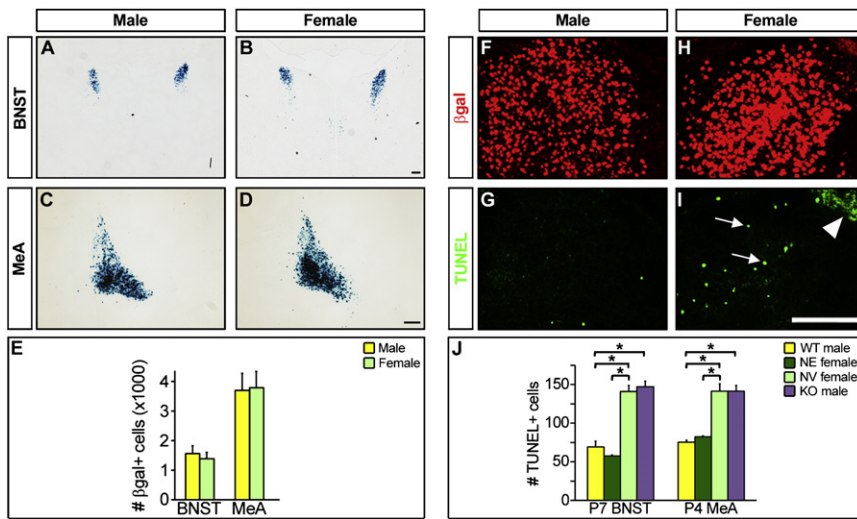 Male
Female
BNST
A
B
MeA
C
D
E
# βgal+ cells (x1000)
4
3
2
1
0
BNST
MeA
Male
Female
Male
Female
βgal
F
H
TUNEL
G
I
J
# TUNEL+ cells
150
100
50
0
P7 BNST
P4 MeA
* * *
* * *
WT male
NE female
NV female
KO male